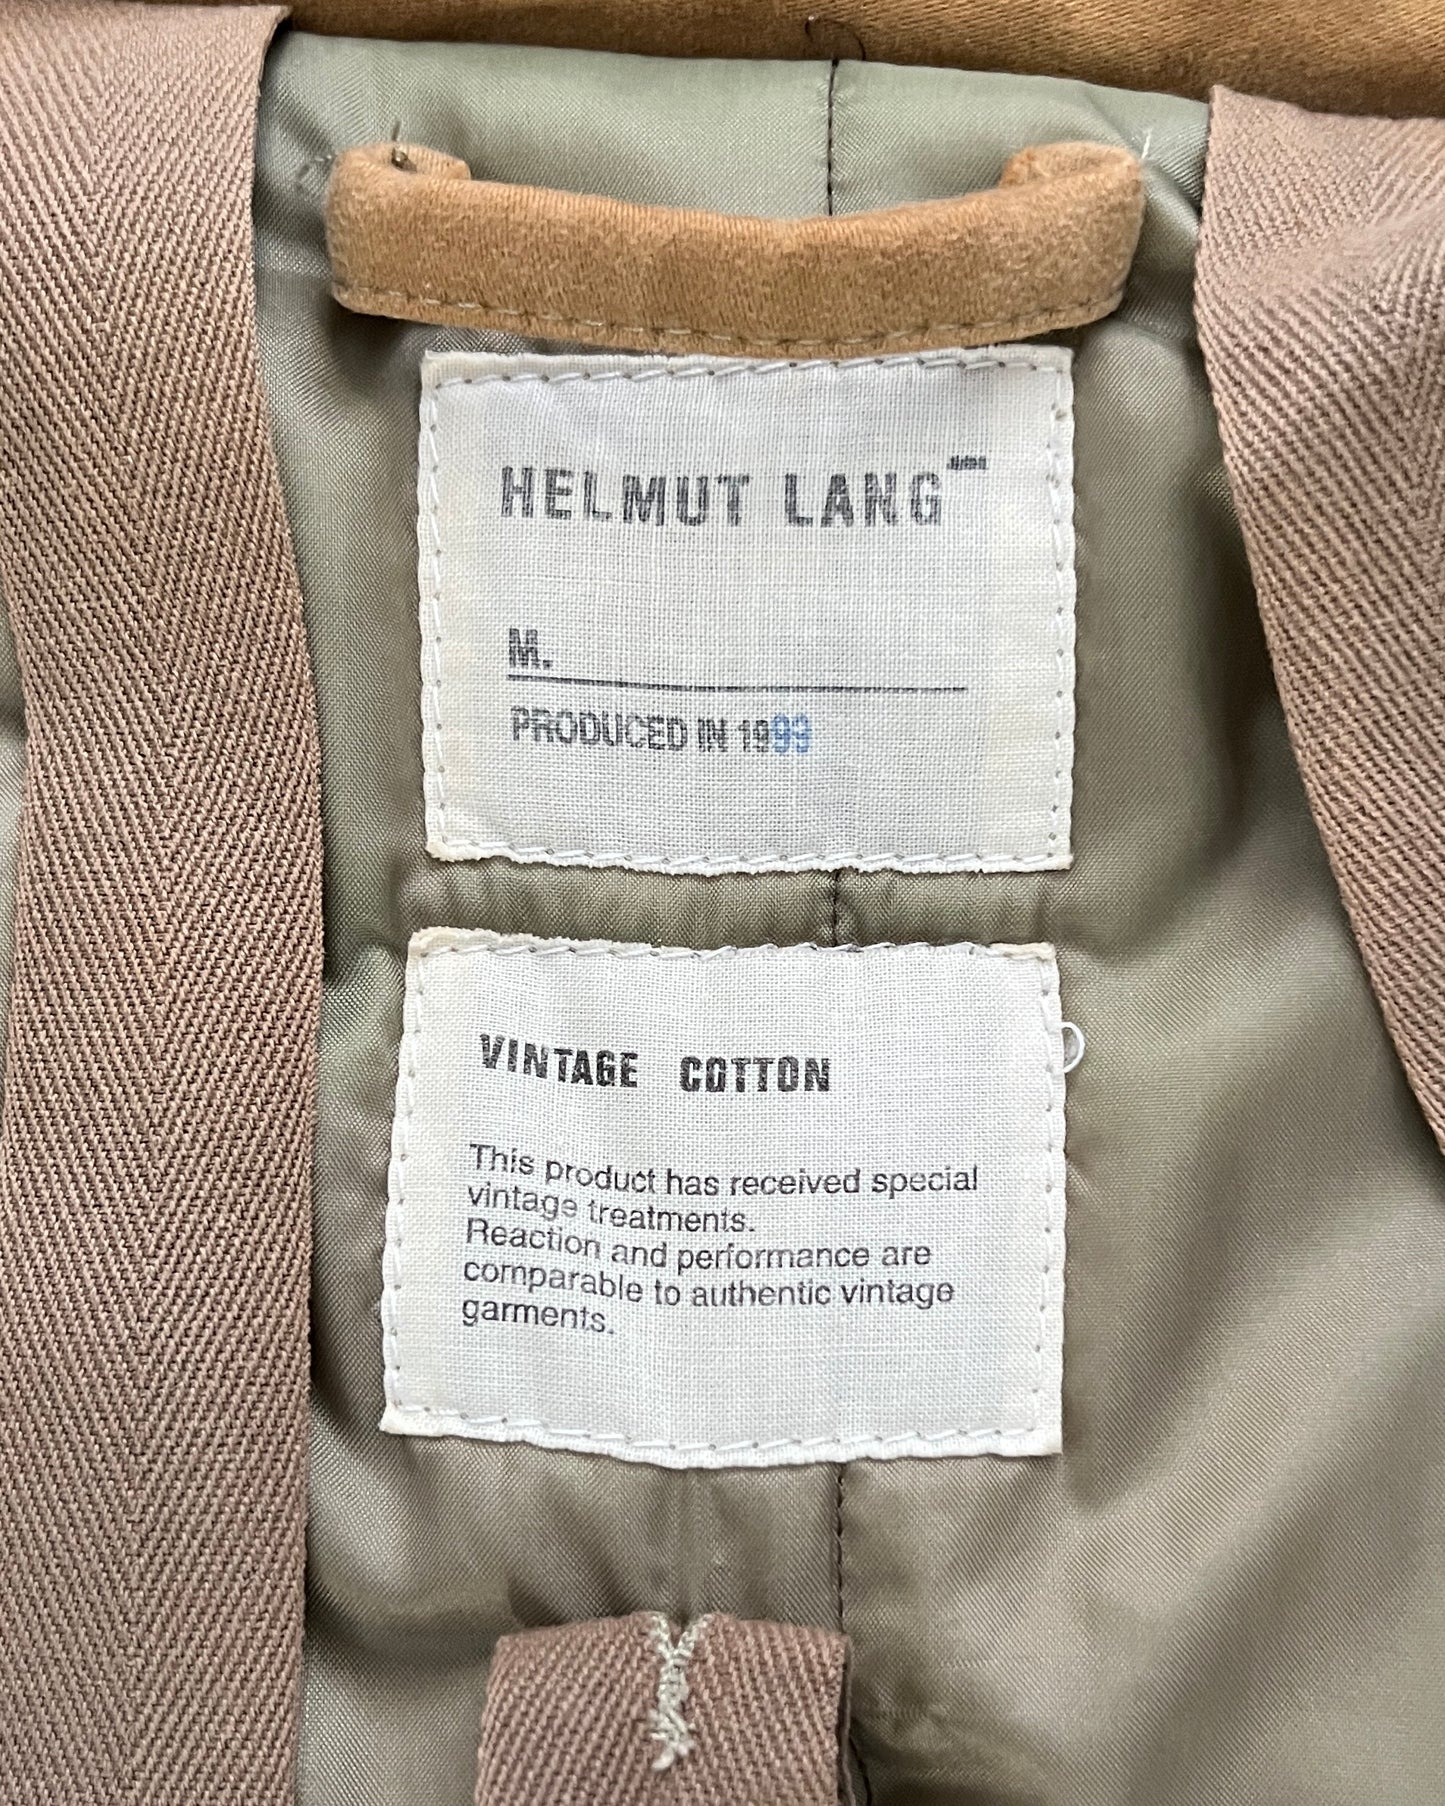 HELMUT LANG
M.
PRODUCED IN 1999
VINTAGE COTTON
This product has received special
vintage treatments.
Reaction and performance are
comparable to authentic vintage
garments.